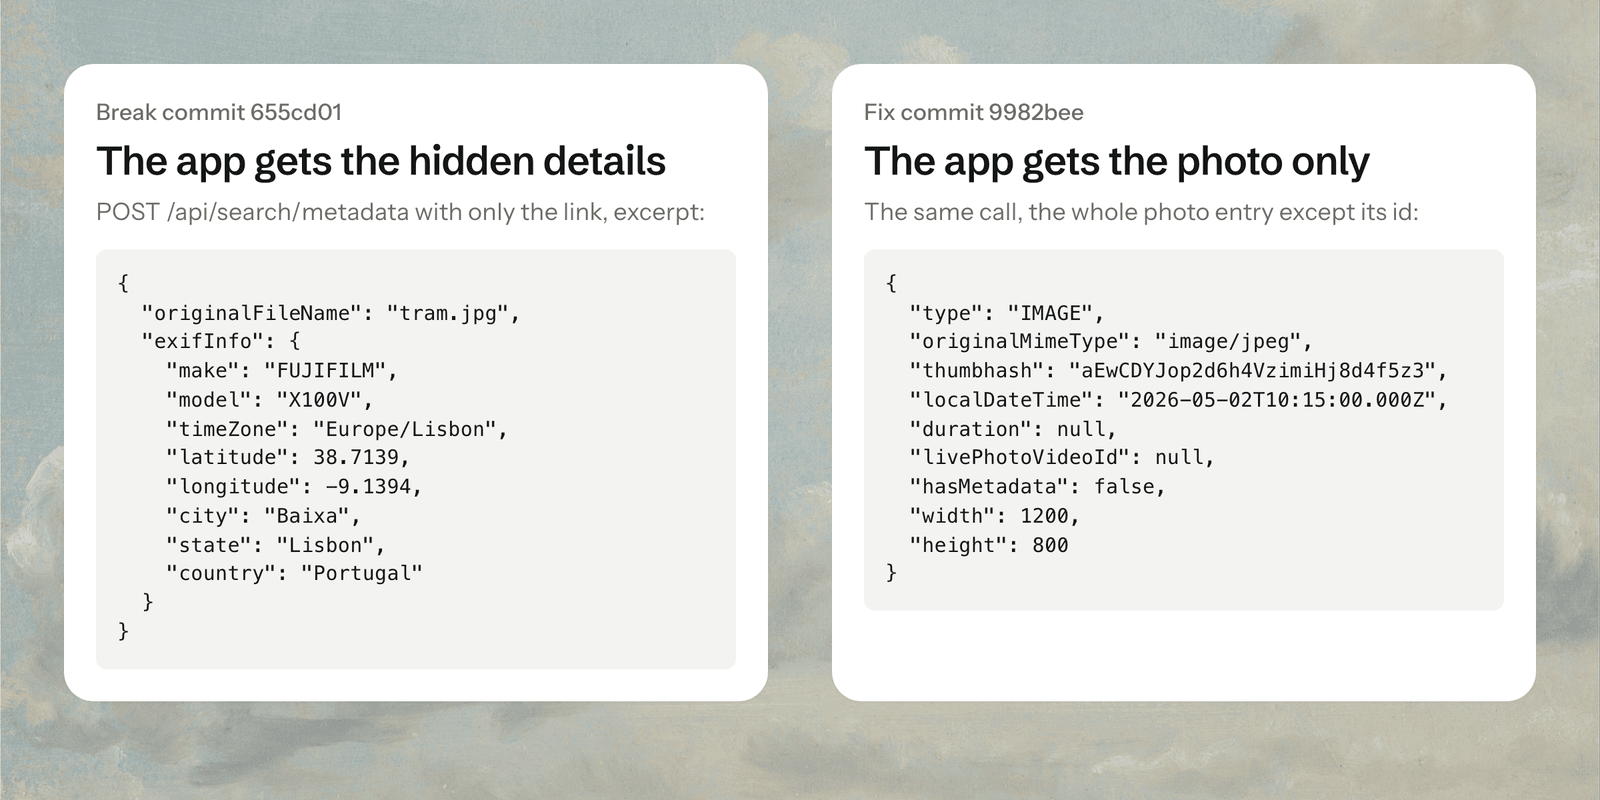 Break commit 655cd01
The app gets the hidden details
POST /api/search/metadata with only the link, excerpt:
{
  "originalFileName": "tram.jpg",
  "exifInfo": {
    "make": "FUJIFILM",
    "model": "X100V",
    "timeZone": "Europe/Lisbon",
    "latitude": 38.7139,
    "longitude": -9.1394,
    "city": "Baixa",
    "state": "Lisbon",
    "country": "Portugal"
  }
}
Fix commit 9982bee
The app gets the photo only
The same call, the whole photo entry except its id:
{
  "type": "IMAGE",
  "originalMimeType": "image/jpeg",
  "thumbhash": "aEwCDYJop2d6h4VzimiHj8d4f5z3",
  "localDateTime": "2026-05-02T10:15:00.000Z",
  "duration": null,
  "livePhotoVideoId": null,
  "hasMetadata": false,
  "width": 1200,
  "height": 800
}